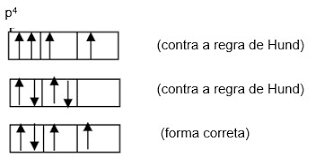 p⁴
(contra a regra de Hund)
(contra a regra de Hund)
(forma correta)